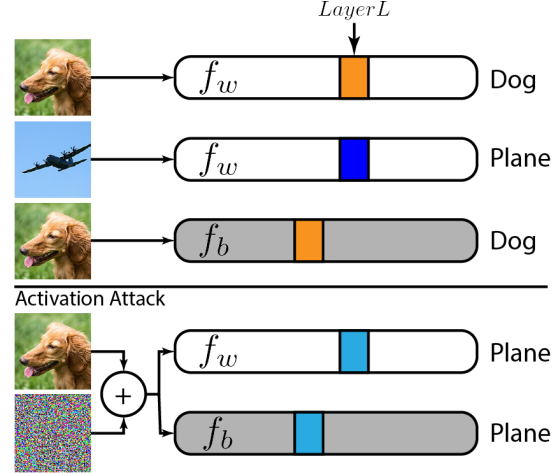 LayerL
f_w Dog
f_w Plane
f_b Dog
Activation Attack
f_w Plane
+
f_b Plane